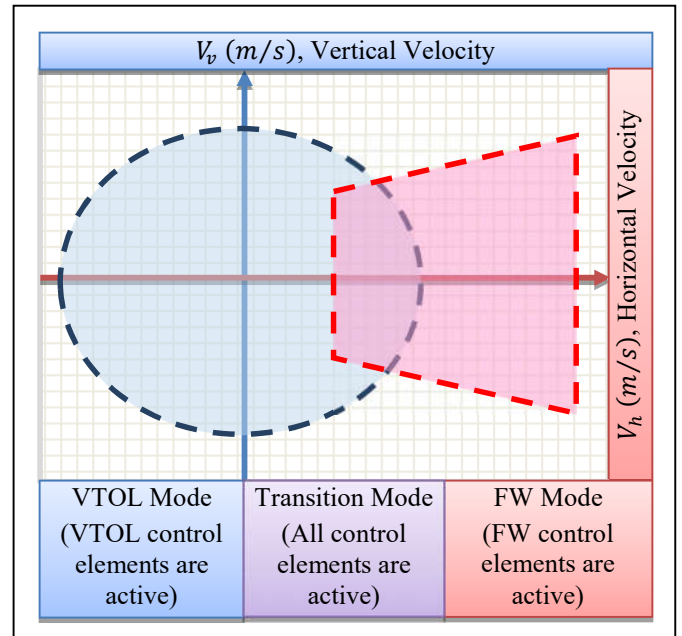 V_v (m/s), Vertical Velocity
V_h (m/s), Horizontal Velocity
VTOL Mode
(VTOL control
elements are
active)
Transition Mode
(All control
elements are
active)
FW Mode
(FW control
elements are
active)